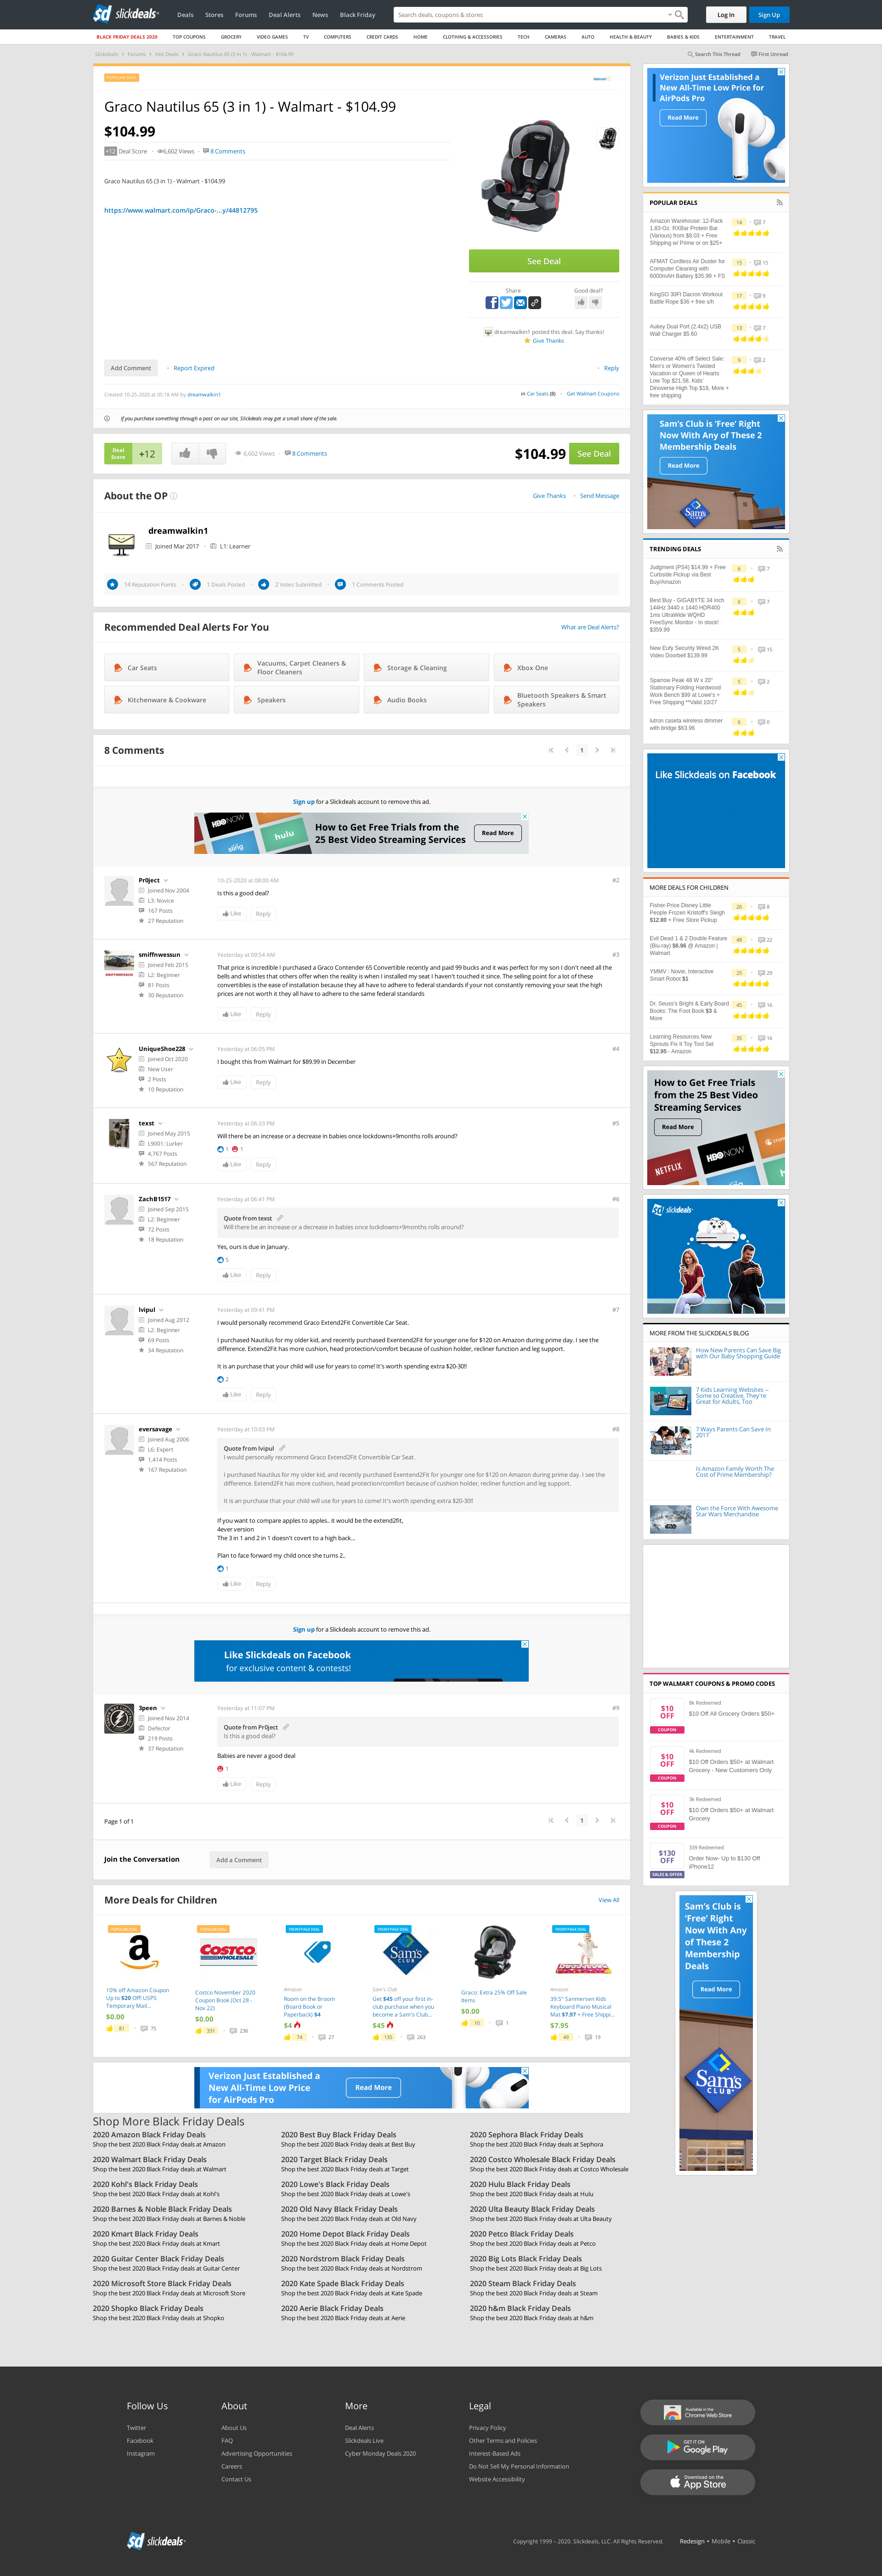 slickdeals
Deals Stores Forums Deal Alerts News Black Friday
Search deals, coupons & stores
Log In Sign Up
BLACK FRIDAY DEALS 2020 TOP COUPONS GROCERY VIDEO GAMES TV COMPUTERS CREDIT CARDS HOME CLOTHING & ACCESSORIES TECH CAMERAS AUTO HEALTH & BEAUTY BABIES & KIDS ENTERTAINMENT TRAVEL
Slickdeals > Forums > Hot Deals > Graco Nautilus 65 (3 in 1) - Walmart - $104.99
Search This Thread First Unread
POPULAR DEAL
Walmart
Graco Nautilus 65 (3 in 1) - Walmart - $104.99
$104.99
+12 Deal Score 6,602 Views 8 Comments
Graco Nautilus 65 (3 in 1) - Walmart - $104.99
https://www.walmart.com/ip/Graco-...y/44812795
See Deal
Share Good deal?
dreamwalkin1 posted this deal. Say thanks!
Give Thanks
Add Comment Report Expired Reply
Created 10-25-2020 at 05:18 AM by dreamwalkin1
in Car Seats (8) Get Walmart Coupons
If you purchase something through a post on our site, Slickdeals may get a small share of the sale.
Deal Score +12 6,602 Views 8 Comments $104.99 See Deal
About the OP
Give Thanks Send Message
dreamwalkin1
Joined Mar 2017 L1: Learner
14 Reputation Points 1 Deals Posted 2 Votes Submitted 1 Comments Posted
Recommended Deal Alerts For You
What are Deal Alerts?
Car Seats
Vacuums, Carpet Cleaners & Floor Cleaners
Storage & Cleaning
Xbox One
Kitchenware & Cookware
Speakers
Audio Books
Bluetooth Speakers & Smart Speakers
8 Comments
1
Sign up for a Slickdeals account to remove this ad.
HBO NOW
sling
hulu
How to Get Free Trials from the
25 Best Video Streaming Services
Read More
Pr0ject
Joined Nov 2004
L3: Novice
167 Posts
27 Reputation
10-25-2020 at 08:00 AM #2
Is this a good deal?
Like Reply
smiffnwessun
Joined Feb 2015
L2: Beginner
81 Posts
30 Reputation
Yesterday at 09:54 AM #3
That price is incredible I purchased a Graco Contender 65 Convertible recently and paid 99 bucks and it was perfect for my son I don't need all the
bells and whistles that others offer when the reality is when I installed my old seat I haven't touched it since. The selling point for a lot of these
convertibles is the ease of installation because they all have to adhere to federal standards if your not constantly removing your seat the high
prices are not worth it they all have to adhere to the same federal standards
Like Reply
UniqueShoe228
Joined Oct 2020
New User
2 Posts
10 Reputation
Yesterday at 06:05 PM #4
I bought this from Walmart for $89.99 in December
Like Reply
texst
Joined May 2015
L9001: Lurker
4,767 Posts
567 Reputation
Yesterday at 06:33 PM #5
Will there be an increase or a decrease in babies once lockdowns+9months rolls around?
1 1
Like Reply
ZachB1517
Joined Sep 2015
L2: Beginner
72 Posts
18 Reputation
Yesterday at 06:41 PM #6
Quote from texst
Will there be an increase or a decrease in babies once lockdowns+9months rolls around?
Yes, ours is due in January.
5
Like Reply
lvipul
Joined Aug 2012
L2: Beginner
69 Posts
34 Reputation
Yesterday at 09:41 PM #7
I would personally recommend Graco Extend2Fit Convertible Car Seat.
I purchased Nautilus for my older kid, and recently purchased Exentend2Fit for younger one for $120 on Amazon during prime day. I see the
difference. Extend2Fit has more cushion, head protection/comfort because of cushion holder, recliner function and leg support.
It is an purchase that your child will use for years to come! It's worth spending extra $20-30!!
2
Like Reply
eversavage
Joined Aug 2006
L6: Expert
1,414 Posts
167 Reputation
Yesterday at 10:03 PM #8
Quote from lvipul
I would personally recommend Graco Extend2Fit Convertible Car Seat.
I purchased Nautilus for my older kid, and recently purchased Exentend2Fit for younger one for $120 on Amazon during prime day. I see the
difference. Extend2Fit has more cushion, head protection/comfort because of cushion holder, recliner function and leg support.
It is an purchase that your child will use for years to come! It's worth spending extra $20-30!!
If you want to compare apples to apples.. it would be the extend2fit,
4ever version
The 3 in 1 and 2 in 1 doesn't covert to a high back...
Plan to face forward my child once she turns 2..
1
Like Reply
Sign up for a Slickdeals account to remove this ad.
Like Slickdeals on Facebook
for exclusive content & contests!
3peen
Joined Nov 2014
Defector
219 Posts
37 Reputation
Yesterday at 11:07 PM #9
Quote from Pr0ject
Is this a good deal?
Babies are never a good deal
1
Like Reply
Page 1 of 1
1
Join the Conversation Add a Comment
More Deals for Children
View All
POPULAR DEAL
10% off Amazon Coupon
Up to $20 Off: USPS
Temporary Mail...
$0.00
81 75
POPULAR DEAL
COSTCO WHOLESALE
Costco November 2020
Coupon Book (Oct 28 -
Nov 22)
$0.00
331 236
FRONTPAGE DEAL
Amazon
Room on the Broom
(Board Book or
Paperback) $4
$4
74 27
FRONTPAGE DEAL
Sam's Club
Get $45 off your first in-
club purchase when you
become a Sam's Club...
$45
135 263
Graco: Extra 25% Off Sale
Items
$0.00
10 1
FRONTPAGE DEAL
Amazon
39.5" Sanmersen Kids
Keyboard Piano Musical
Mat $7.97 + Free Shippi...
$7.95
49 19
Verizon Just Established a
New All-Time Low Price
for AirPods Pro
Read More
Shop More Black Friday Deals
2020 Amazon Black Friday Deals
Shop the best 2020 Black Friday deals at Amazon
2020 Best Buy Black Friday Deals
Shop the best 2020 Black Friday deals at Best Buy
2020 Sephora Black Friday Deals
Shop the best 2020 Black Friday deals at Sephora
2020 Walmart Black Friday Deals
Shop the best 2020 Black Friday deals at Walmart
2020 Target Black Friday Deals
Shop the best 2020 Black Friday deals at Target
2020 Costco Wholesale Black Friday Deals
Shop the best 2020 Black Friday deals at Costco Wholesale
2020 Kohl's Black Friday Deals
Shop the best 2020 Black Friday deals at Kohl's
2020 Lowe's Black Friday Deals
Shop the best 2020 Black Friday deals at Lowe's
2020 Hulu Black Friday Deals
Shop the best 2020 Black Friday deals at Hulu
2020 Barnes & Noble Black Friday Deals
Shop the best 2020 Black Friday deals at Barnes & Noble
2020 Old Navy Black Friday Deals
Shop the best 2020 Black Friday deals at Old Navy
2020 Ulta Beauty Black Friday Deals
Shop the best 2020 Black Friday deals at Ulta Beauty
2020 Kmart Black Friday Deals
Shop the best 2020 Black Friday deals at Kmart
2020 Home Depot Black Friday Deals
Shop the best 2020 Black Friday deals at Home Depot
2020 Petco Black Friday Deals
Shop the best 2020 Black Friday deals at Petco
2020 Guitar Center Black Friday Deals
Shop the best 2020 Black Friday deals at Guitar Center
2020 Nordstrom Black Friday Deals
Shop the best 2020 Black Friday deals at Nordstrom
2020 Big Lots Black Friday Deals
Shop the best 2020 Black Friday deals at Big Lots
2020 Microsoft Store Black Friday Deals
Shop the best 2020 Black Friday deals at Microsoft Store
2020 Kate Spade Black Friday Deals
Shop the best 2020 Black Friday deals at Kate Spade
2020 Steam Black Friday Deals
Shop the best 2020 Black Friday deals at Steam
2020 Shopko Black Friday Deals
Shop the best 2020 Black Friday deals at Shopko
2020 Aerie Black Friday Deals
Shop the best 2020 Black Friday deals at Aerie
2020 h&m Black Friday Deals
Shop the best 2020 Black Friday deals at h&m
Verizon Just Established a
New All-Time Low Price for
AirPods Pro
Read More
POPULAR DEALS
Amazon Warehouse: 12-Pack
1.83-Oz. RXBar Protein Bar
(Various) from $8.03 + Free
Shipping w/ Prime or on $25+
14 7
AFMAT Cordless Air Duster for
Computer Cleaning with
6000mAH Battery $35.99 + FS
15 15
KingSO 30Ft Dacron Workout
Battle Rope $36 + free s/h
17 9
Aukey Dual Port (2.4x2) USB
Wall Charger $5.60
13 7
Converse 40% off Select Sale:
Men's or Women's Twisted
Vacation or Queen of Hearts
Low Top $21.58, Kids'
Dinoverse High Top $18, More +
free shipping
9 2
Sam's Club is 'Free' Right
Now With Any of These 2
Membership Deals
Read More
Sam's
TRENDING DEALS
Judgment (PS4) $14.99 + Free
Curbside Pickup via Best
Buy/Amazon
6 7
Best Buy - GIGABYTE 34 inch
144Hz 3440 x 1440 HDR400
1ms UltraWide WQHD
FreeSync Monitor - In stock!
$359.99
6 7
New Eufy Security Wired 2K
Video Doorbell $139.99
5 15
Sparrow Peak 48 W x 20"
Stationary Folding Hardwood
Work Bench $99 at Lowe's +
Free Shipping **Valid 10/27
5 2
lutron caseta wireless dimmer
with bridge $63.96
6 0
Like Slickdeals on Facebook
MORE DEALS FOR CHILDREN
Fisher-Price Disney Little
People Frozen Kristoff's Sleigh
$12.80 + Free Store Pickup
26 8
Evil Dead 1 & 2 Double Feature
(Blu-ray) $6.96 @ Amazon |
Walmart
48 22
YMMV : Novie, Interactive
Smart Robot $1
25 29
Dr. Seuss's Bright & Early Board
Books: The Foot Book $3 &
More
45 16
Learning Resources New
Sprouts Fix It Toy Tool Set
$12.95 - Amazon
35 16
How to Get Free Trials
from the 25 Best Video
Streaming Services
Read More
NETFLIX
HBO NOW
slickdeals
MORE FROM THE SLICKDEALS BLOG
How New Parents Can Save Big
with Our Baby Shopping Guide
7 Kids Learning Websites --
Some so Creative, They're
Great for Adults, Too
7 Ways Parents Can Save In
2017
Is Amazon Family Worth The
Cost of Prime Membership?
Own the Force With Awesome
Star Wars Merchandise
TOP WALMART COUPONS & PROMO CODES
$10 OFF COUPON
8k Redeemed
$10 Off All Grocery Orders $50+
$10 OFF COUPON
4k Redeemed
$10 Off Orders $50+ at Walmart
Grocery - New Customers Only
$10 OFF COUPON
3k Redeemed
$10 Off Orders $50+ at Walmart
Grocery
$130 OFF SALES & OFFER
339 Redeemed
Order Now- Up to $130 Off
iPhone12
Sam's Club is
'Free' Right
Now With Any
of These 2
Membership
Deals
Read More
Sam's CLUB
Follow Us
Twitter
Facebook
Instagram
About
About Us
FAQ
Advertising Opportunities
Careers
Contact Us
More
Deal Alerts
Slickdeals Live
Cyber Monday Deals 2020
Legal
Privacy Policy
Other Terms and Policies
Interest-Based Ads
Do Not Sell My Personal Information
Website Accessibility
Available in the
Chrome Web Store
GET IT ON
Google Play
Download on the
App Store
slickdeals
Copyright 1999 - 2020. Slickdeals, LLC. All Rights Reserved. Redesign • Mobile • Classic